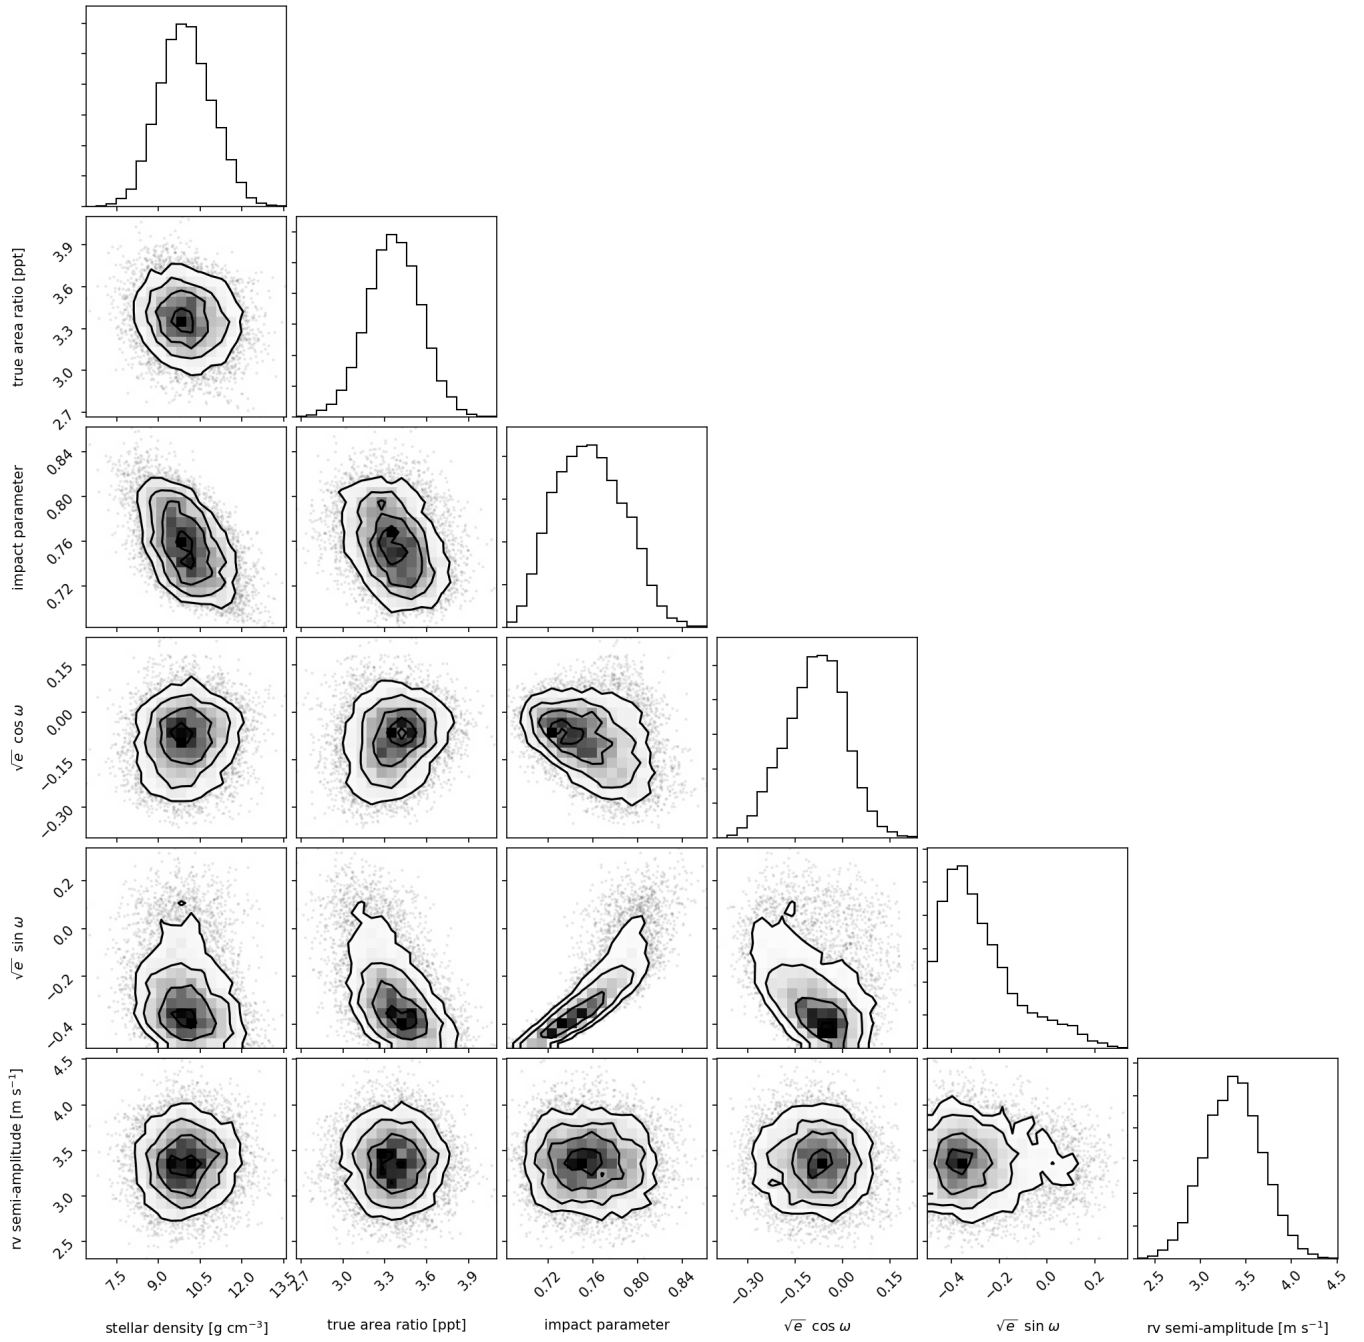 true area ratio [ppt]
3.9
3.6
3.3
3.0
2.7
impact parameter
0.84
0.80
0.76
0.72
√e cos ω
0.15
0.00
−0.15
−0.30
√e sin ω
0.2
0.0
−0.2
−0.4
rv semi-amplitude [m s⁻¹]
4.5
4.0
3.5
3.0
2.5
7.5 9.0 10.5 12.0 13.5
2.7 3.0 3.3 3.6 3.9
0.72 0.76 0.80 0.84
−0.30 −0.15 0.00 0.15
−0.4 −0.2 0.0 0.2
2.5 3.0 3.5 4.0 4.5
stellar density [g cm⁻³]
true area ratio [ppt]
impact parameter
√e cos ω
√e sin ω
rv semi-amplitude [m s⁻¹]